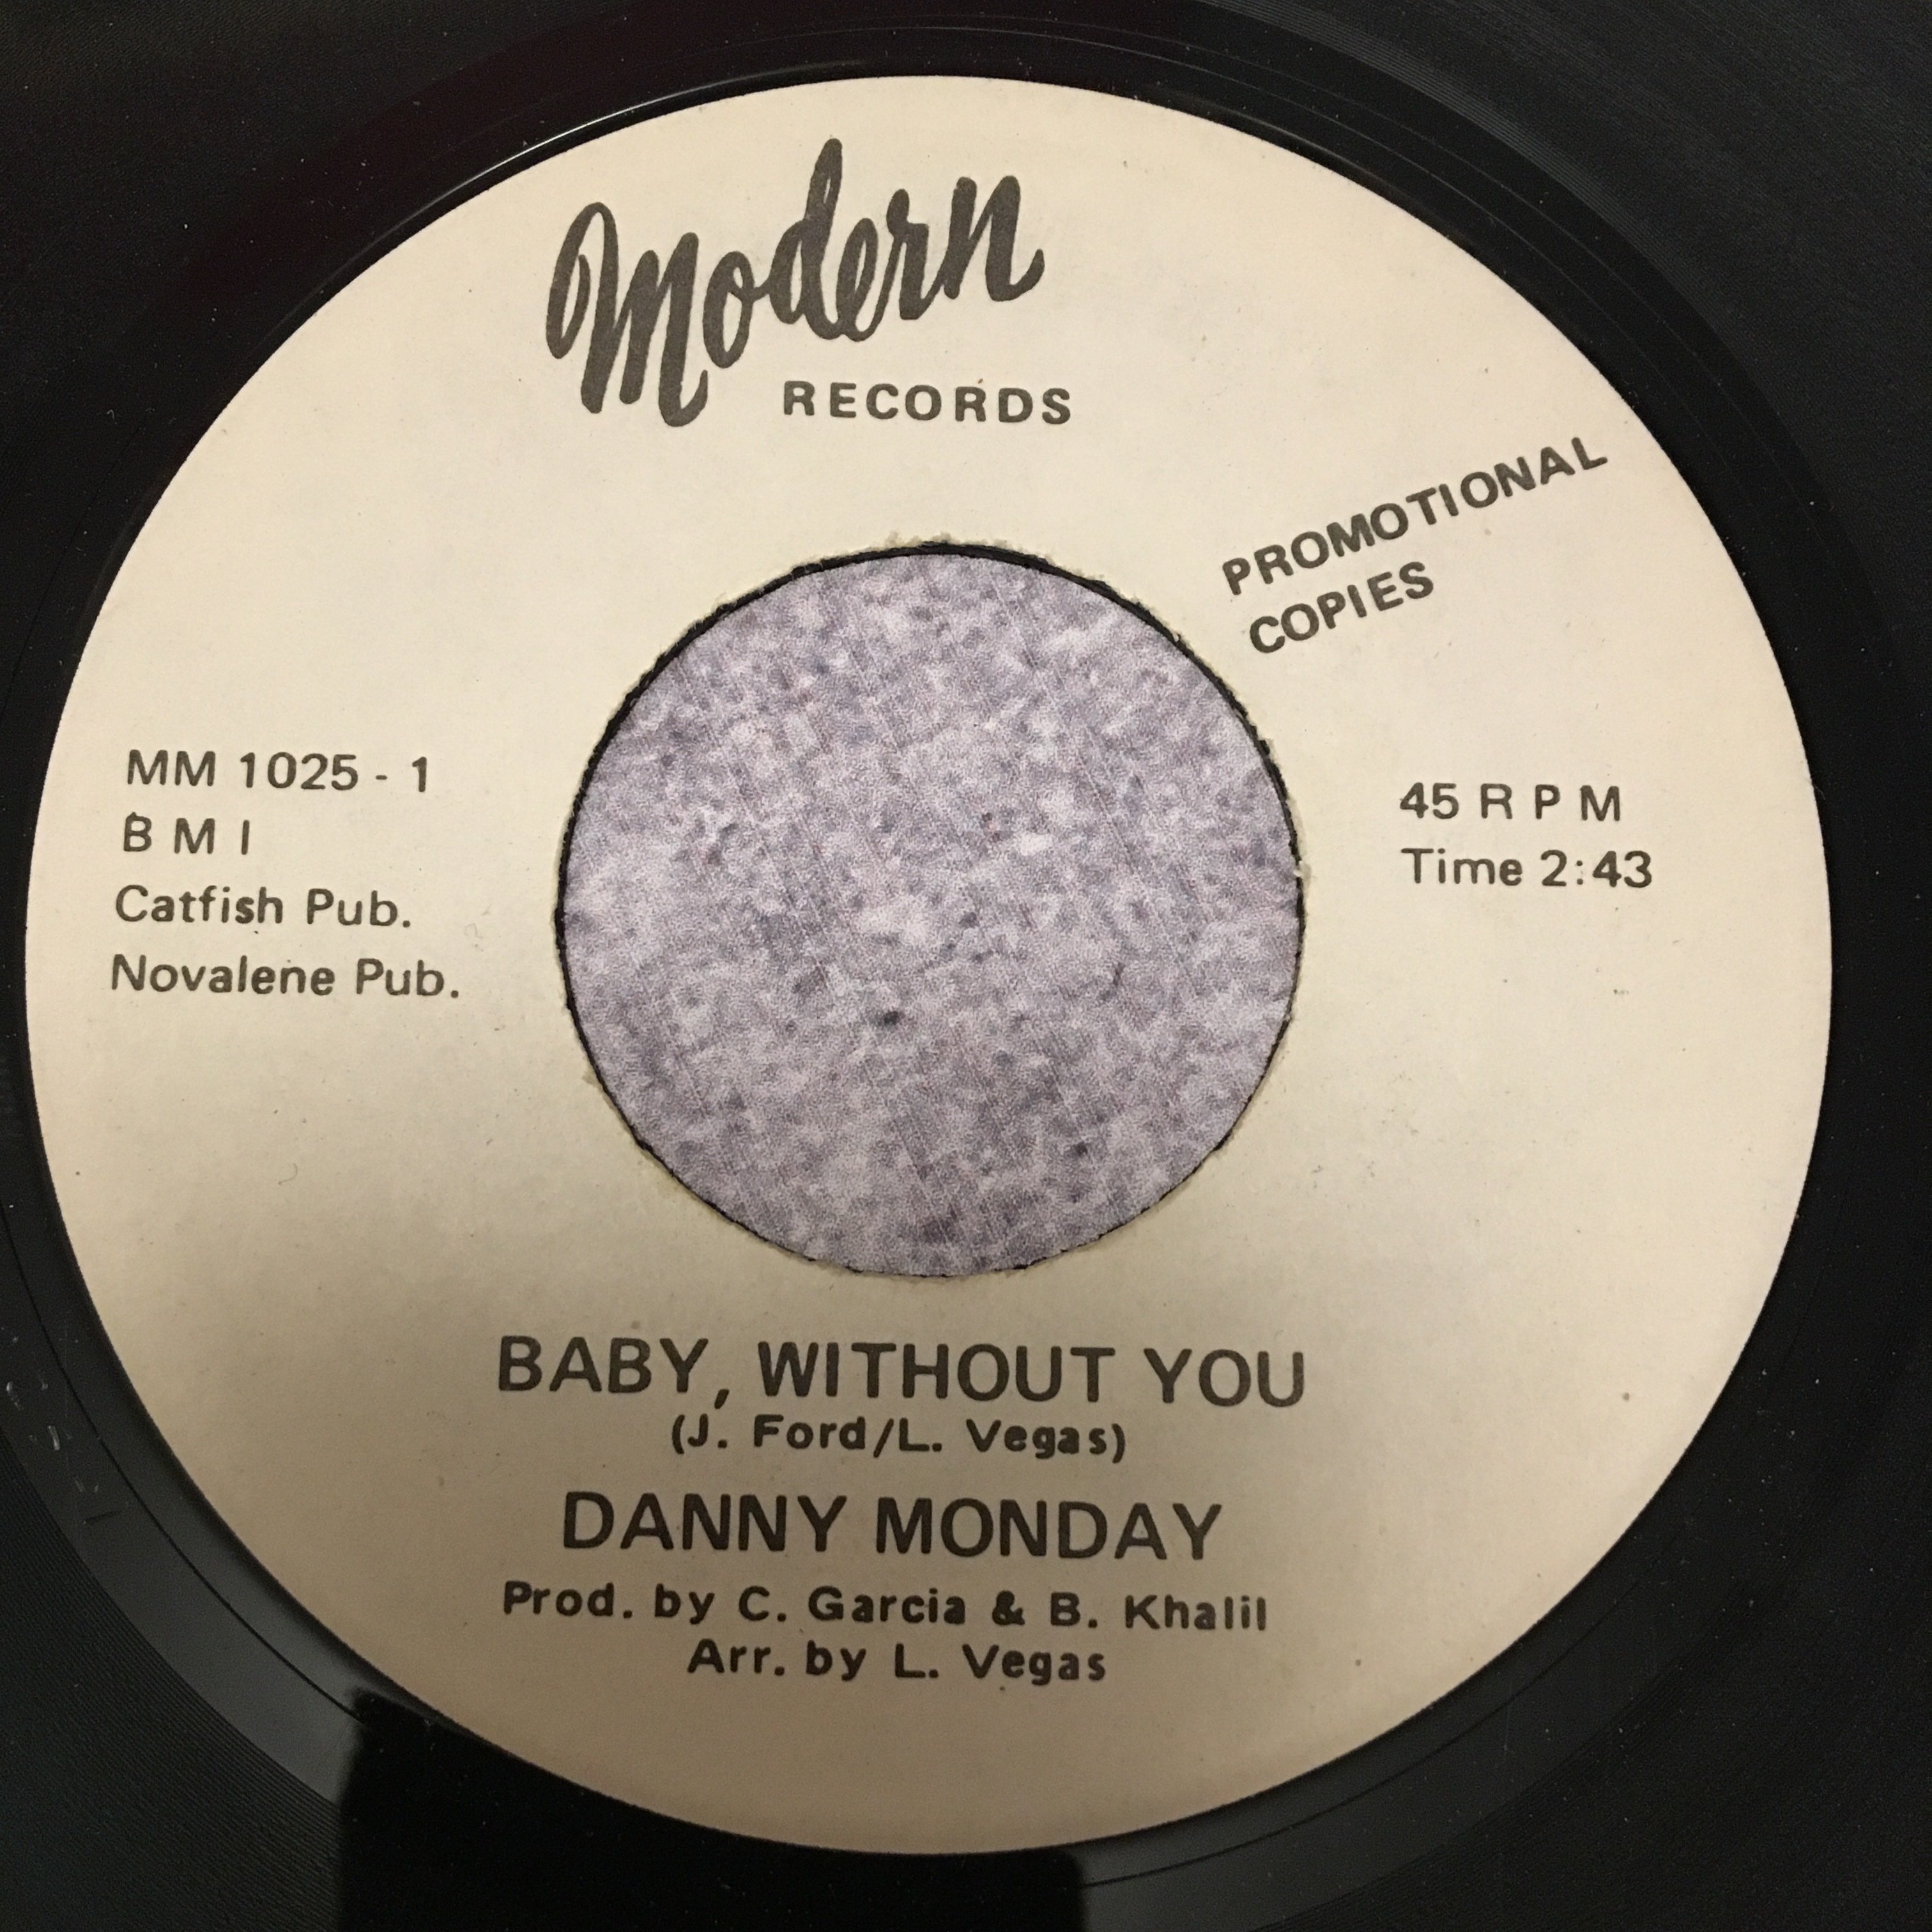 Modern
RECORDS
PROMOTIONAL
COPIES
MM 1025 - 1
B M I
Catfish Pub.
Novalene Pub.
45 R P M
Time 2:43
BABY, WITHOUT YOU
(J. Ford/L. Vegas)
DANNY MONDAY
Prod. by C. Garcia & B. Khalil
Arr. by L. Vegas